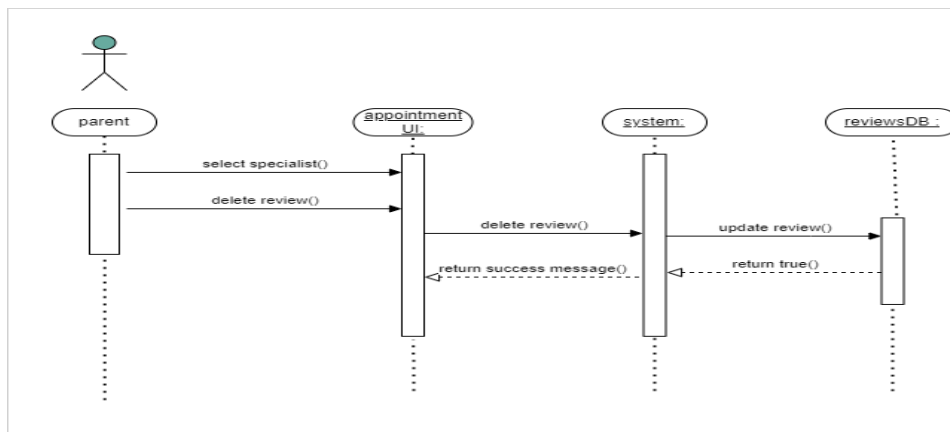 parent
appointment
UI:
system:
reviewsDB :
select specialist()
delete review()
delete review()
update review()
return success message()
return true()